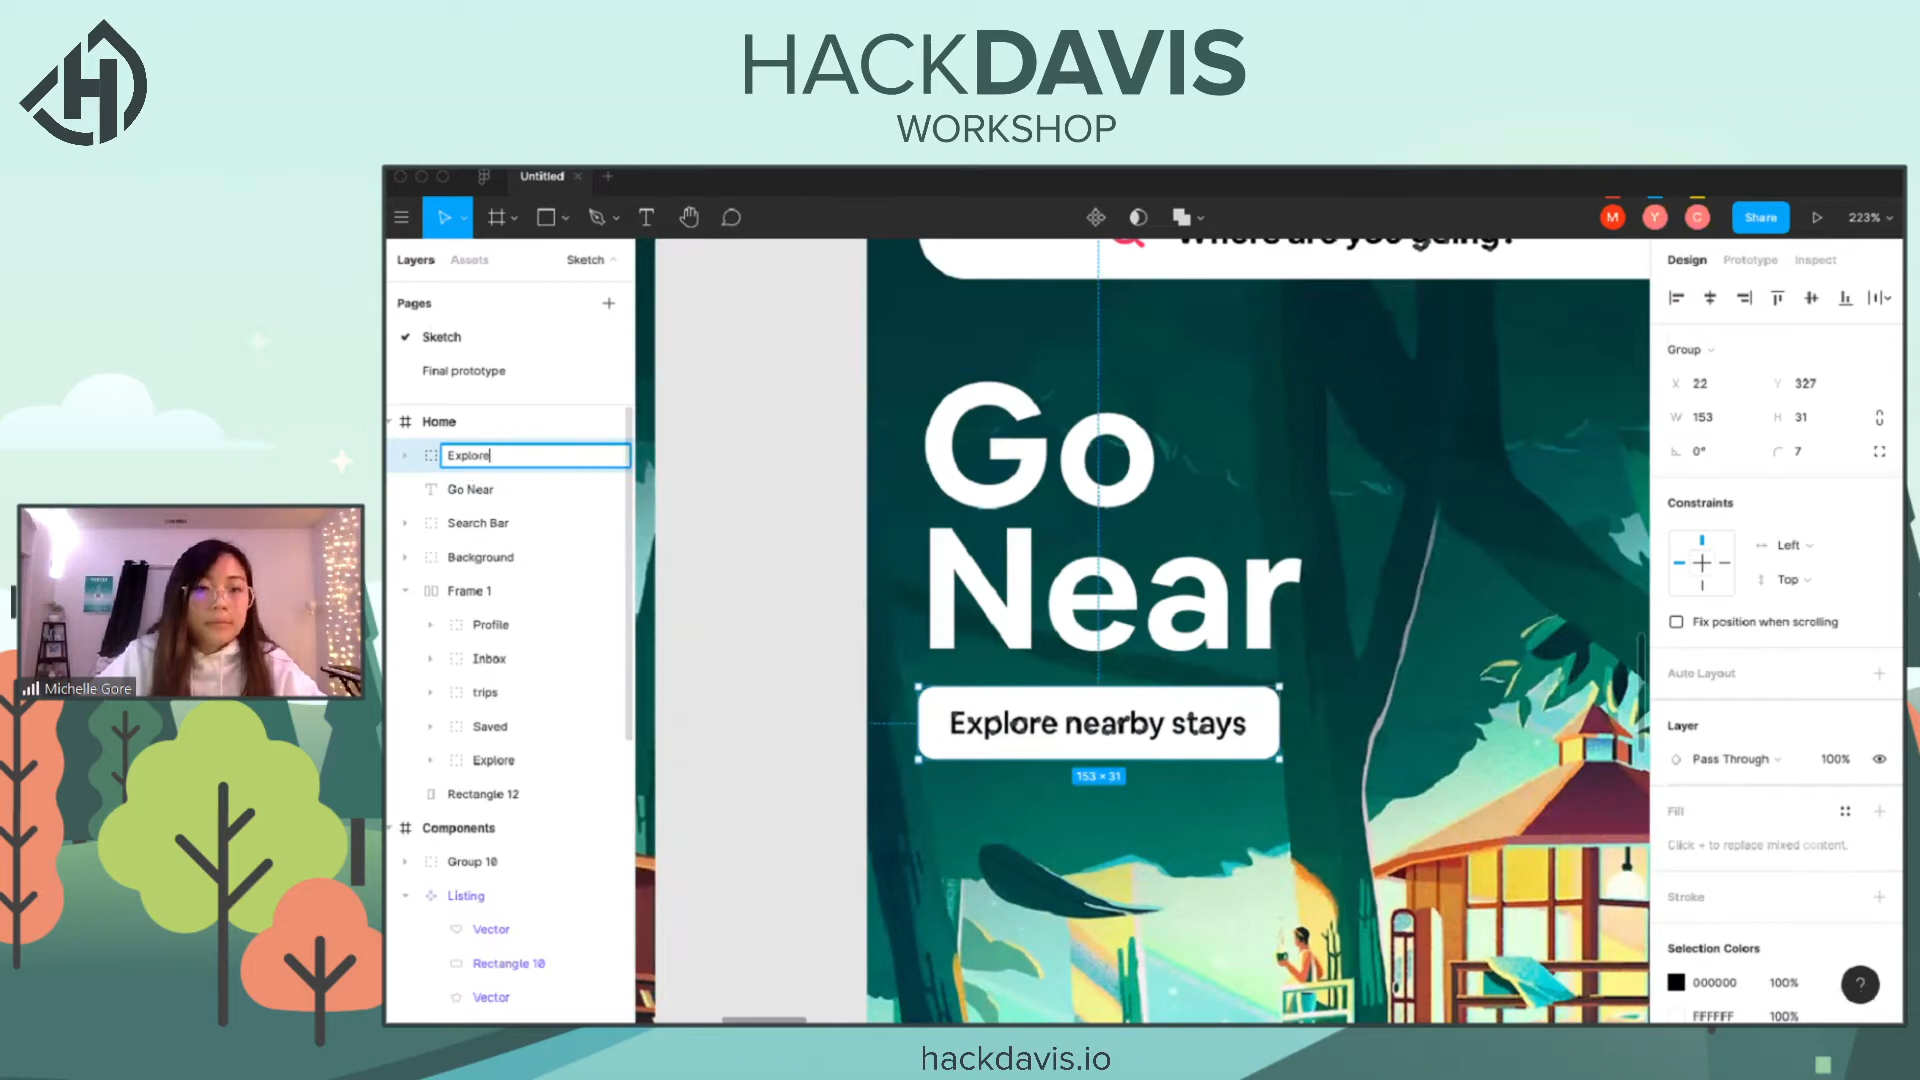 HACKDAVIS
WORKSHOP
Untitled
M
Y
C
Share
223%
Layers
Assets
Sketch
Pages
Sketch
Final prototype
Home
Explore
Go Near
Search Bar
Background
Frame 1
Profile
Inbox
trips
Saved
Explore
Rectangle 12
Components
Group 10
Listing
Vector
Rectangle 10
Vector
Where are you going?
Go
Near
Explore nearby stays
153 × 31
Design
Prototype
Inspect
Group
X 22
Y 327
W 153
H 31
0°
7
Constraints
Left
Top
Fix position when scrolling
Auto Layout
Layer
Pass Through
100%
Fill
Click + to replace mixed content.
Stroke
Selection Colors
000000
100%
FFFFFF
100%
?
Michelle Gore
hackdavis.io